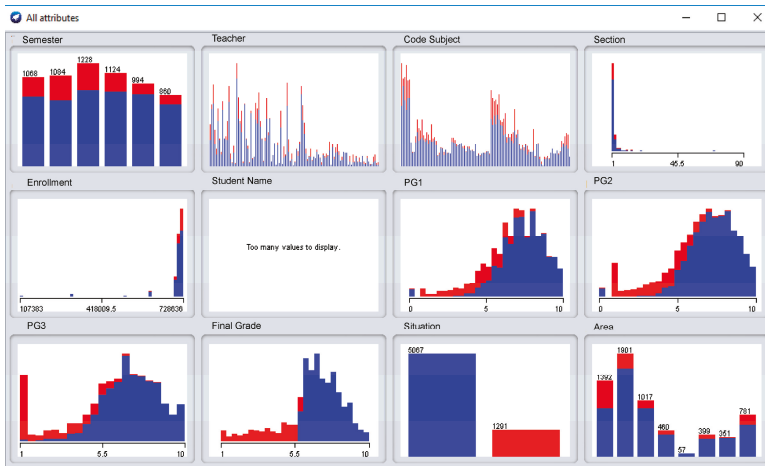 All attributes
Semester
Teacher
Code Subject
Section
1068
1084
1228
1124
994
860
1
45.5
90
Enrollment
Student Name
PG1
PG2
Too many values to display.
107383
418009.5
728636
0
5
10
0
5
10
PG3
Final Grade
Situation
Area
1
5.5
10
1
5.5
10
5067
1291
1392
1901
1017
460
57
399
351
781